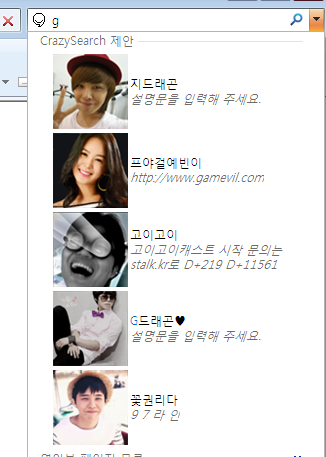 g
CrazySearch 제안
지드래곤
설명문을 입력해 주세요.
프야걸예빈이
http://www.gamevil.com
고이고이
고이고이캐스트 시작 문의는
stalk.kr로 D+219 D+11561
G드래곤♥
설명문을 입력해 주세요.
꽃권리다
9 7 라 인